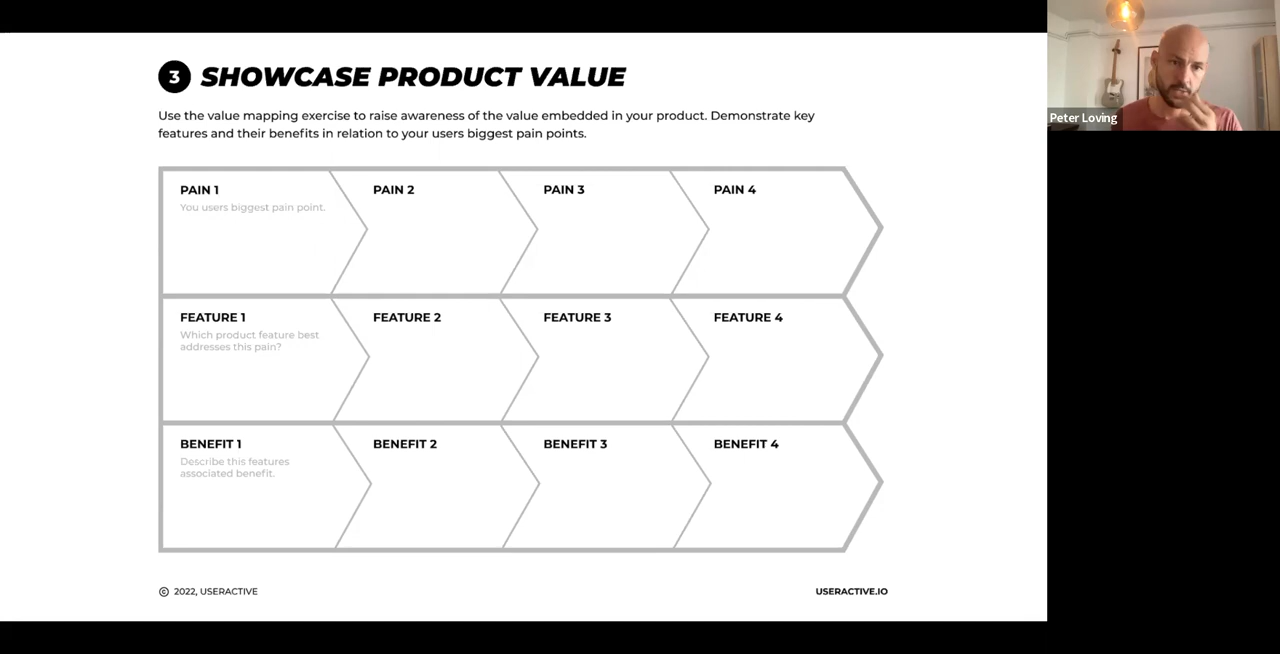 3 SHOWCASE PRODUCT VALUE
Use the value mapping exercise to raise awareness of the value embedded in your product. Demonstrate key
features and their benefits in relation to your users biggest pain points.
PAIN 1 PAIN 2 PAIN 3 PAIN 4
You users biggest pain point.
FEATURE 1 FEATURE 2 FEATURE 3 FEATURE 4
Which product feature best
addresses this pain?
BENEFIT 1 BENEFIT 2 BENEFIT 3 BENEFIT 4
Describe this features
associated benefit.
© 2022, USERACTIVE USERACTIVE.IO
Peter Loving